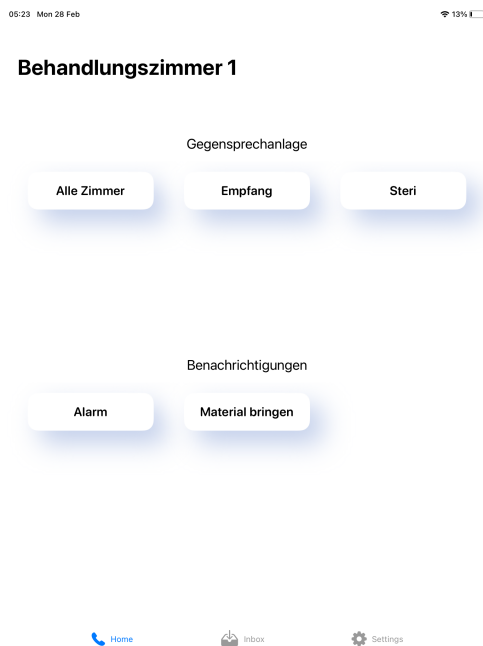 05:23 Mon 28 Feb 13%
Behandlungszimmer 1
Gegensprechanlage
Alle Zimmer Empfang Steri
Benachrichtigungen
Alarm Material bringen
Home Inbox Settings